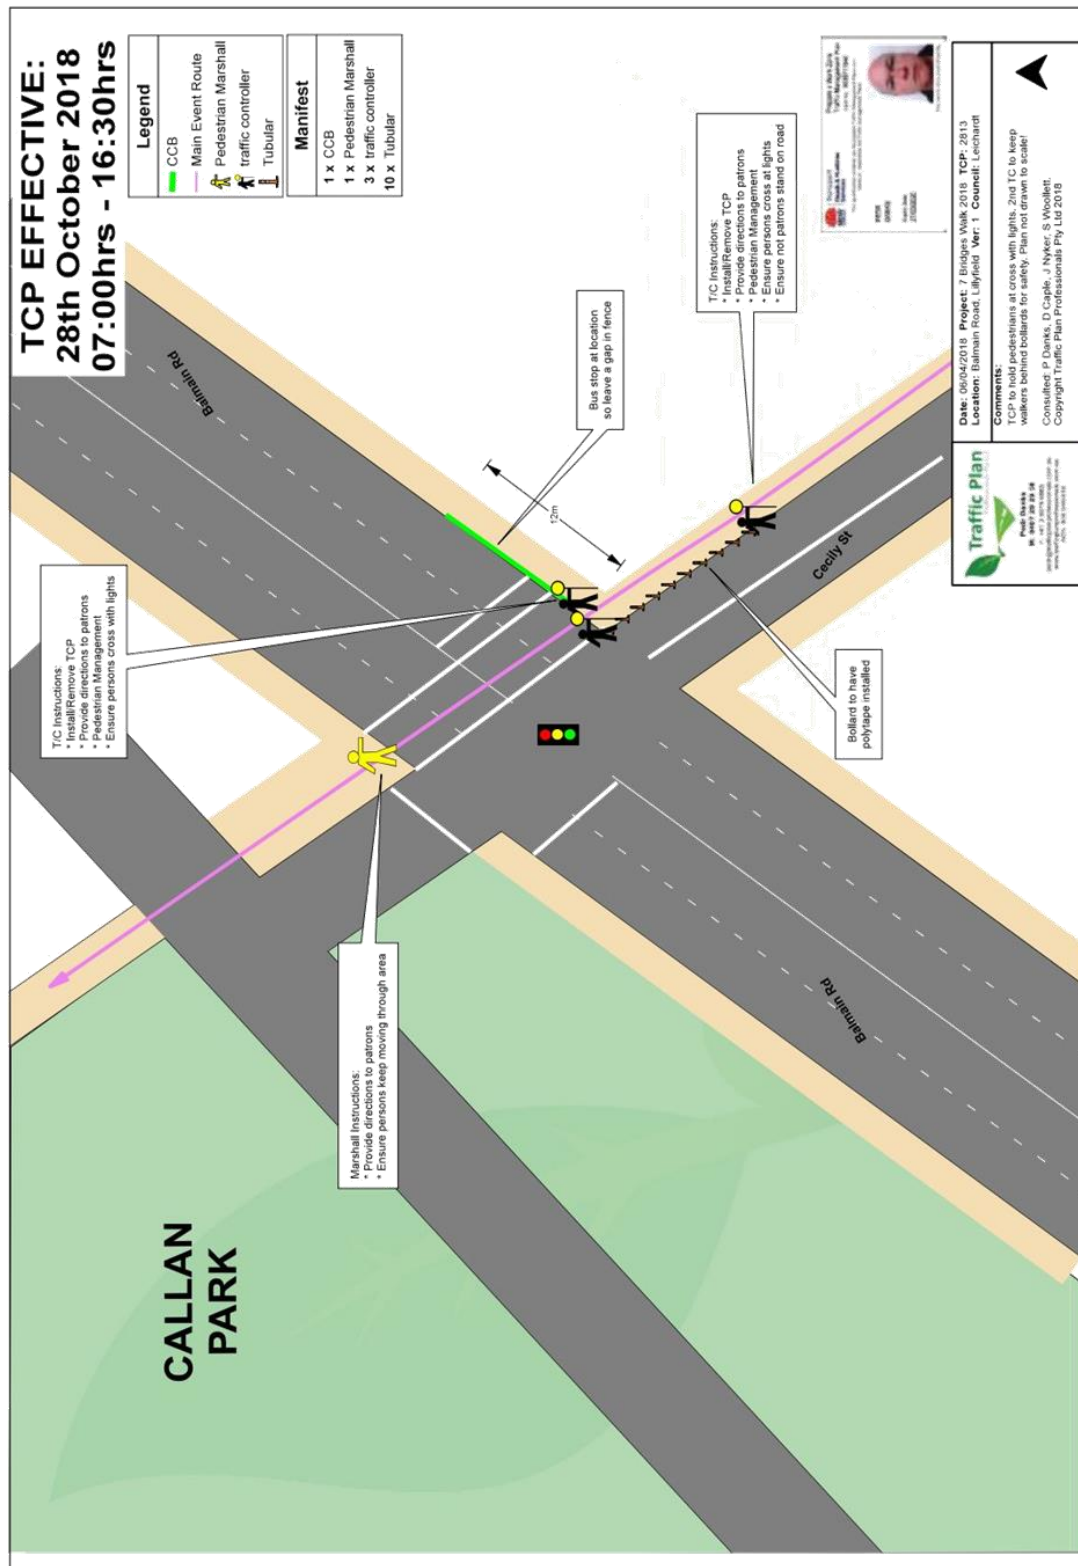 TCP EFFECTIVE:
28th October 2018
07:00hrs - 16:30hrs
Legend
CCB
Main Event Route
Pedestrian Marshall
traffic controller
Tubular
Manifest
1 x CCB
1 x Pedestrian Marshall
3 x traffic controller
10 x Tubular
Balmain Rd
T/C Instructions:
* Install/Remove TCP
* Provide directions to patrons
* Pedestrian Management
* Ensure persons cross with lights
Bus stop at location
so leave a gap in fence
12m
T/C Instructions:
* Install/Remove TCP
* Provide directions to patrons
* Pedestrian Management
* Ensure persons cross at lights
* Ensure not patrons stand on road
Cecily St
Bollard to have
polytape installed
Marshall Instructions:
* Provide directions to patrons
* Ensure persons keep moving through area
Balmain Rd
CALLAN
PARK
Traffic Plan
Date: 06/04/2018 Project: 7 Bridges Walk 2018 TCP: 2813
Location: Balmain Road, Lillyfield Ver: 1 Council: Leichardt
Comments:
TCP to hold pedestrians at cross with lights. 2nd TC to keep
walkers behind bollards for safety. Plan not drawn to scale!
Consulted: P Danks, D Caple, J Nyker, S Woollett.
Copyright Traffic Plan Professionals Pty Ltd 2018